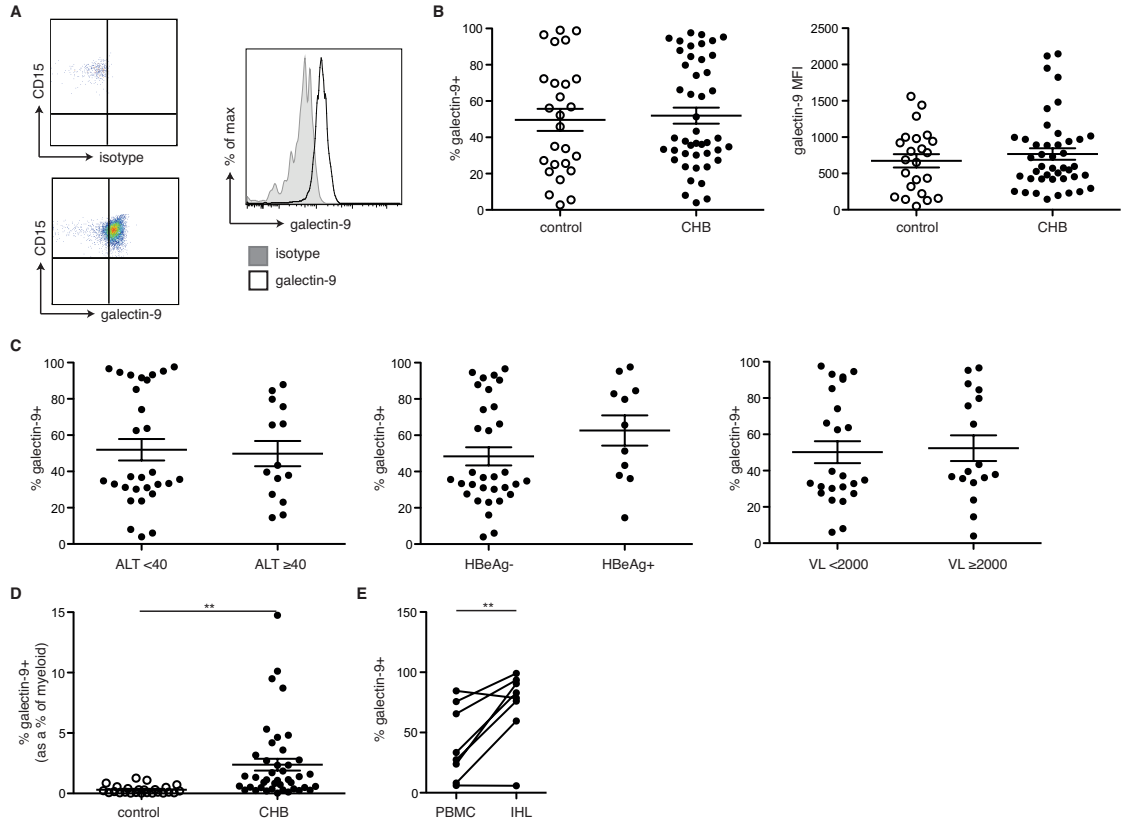 A
CD15
isotype
CD15
galectin-9
% of max
galectin-9
isotype
galectin-9
B
% galectin-9+
100
80
60
40
20
0
control
CHB
galectin-9 MFI
2500
2000
1500
1000
500
0
control
CHB
C
% galectin-9+
100
80
60
40
20
0
ALT <40
ALT ≥40
% galectin-9+
100
80
60
40
20
0
HBeAg-
HBeAg+
% galectin-9+
100
80
60
40
20
0
VL <2000
VL ≥2000
D
% galectin-9+
(as a % of myeloid)
15
10
5
0
**
control
CHB
E
% galectin-9+
150
100
50
0
**
PBMC
IHL